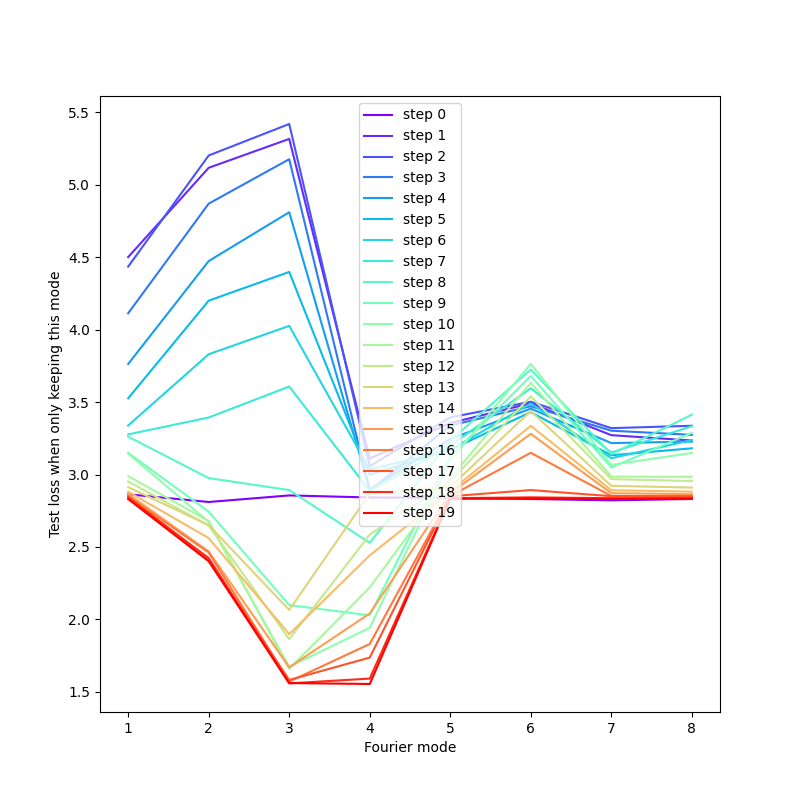 5.5
5.0
4.5
4.0
3.5
3.0
2.5
2.0
1.5
Test loss when only keeping this mode
step 0
step 1
step 2
step 3
step 4
step 5
step 6
step 7
step 8
step 9
step 10
step 11
step 12
step 13
step 14
step 15
step 16
step 17
step 18
step 19
1 2 3 4 5 6 7 8
Fourier mode